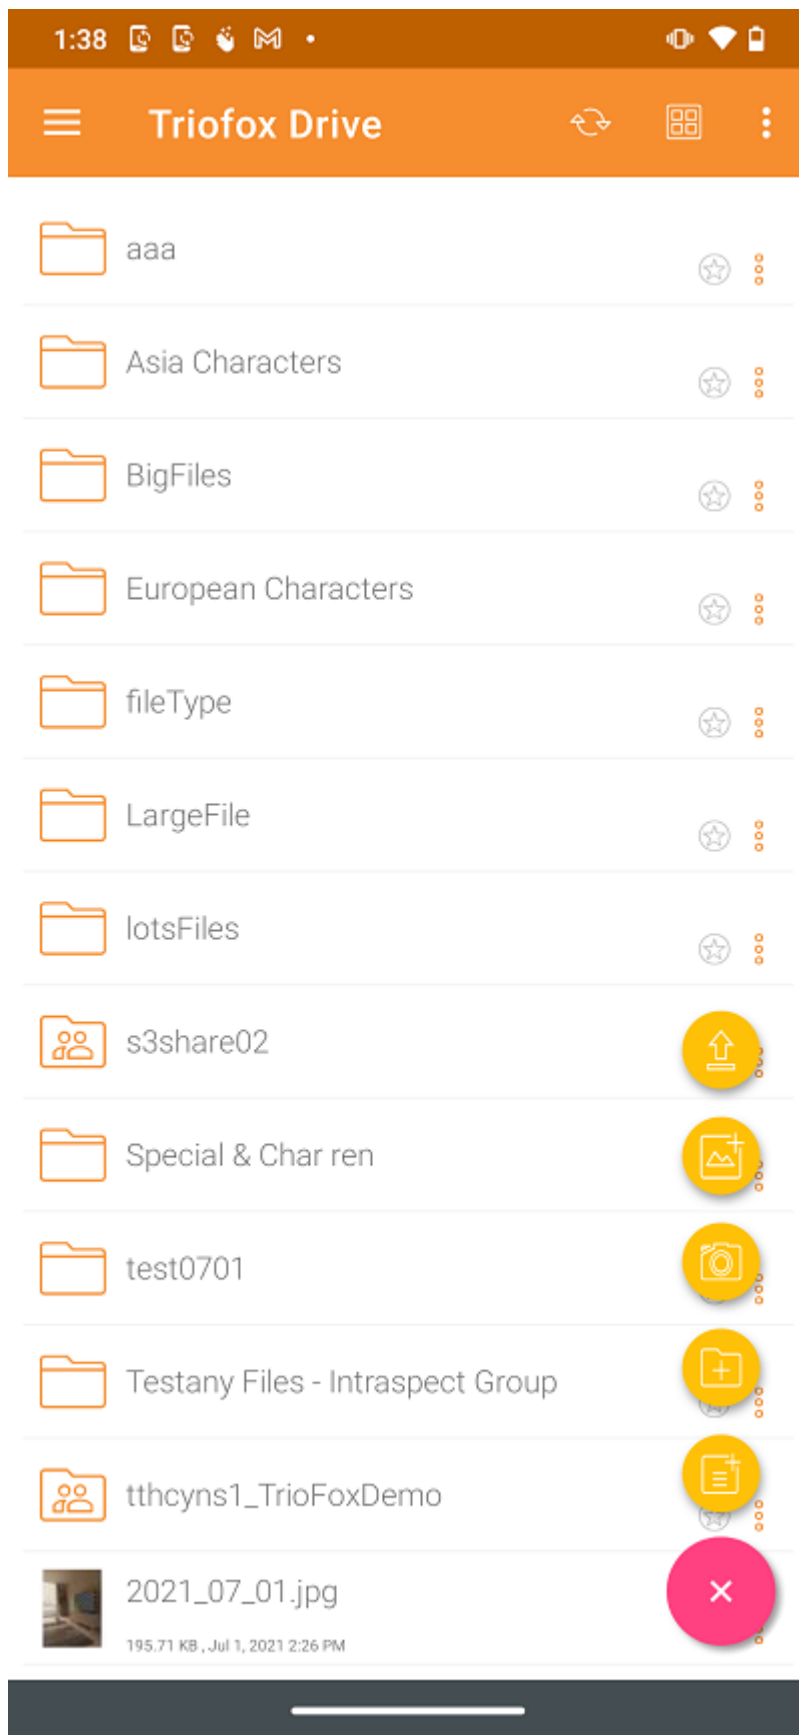 1:38
Triofox Drive
aaa
Asia Characters
BigFiles
European Characters
fileType
LargeFile
lotsFiles
s3share02
Special & Char ren
test0701
Testany Files - Intraspect Group
tthcyns1_TrioFoxDemo
2021_07_01.jpg
195.71 KB , Jul 1, 2021 2:26 PM